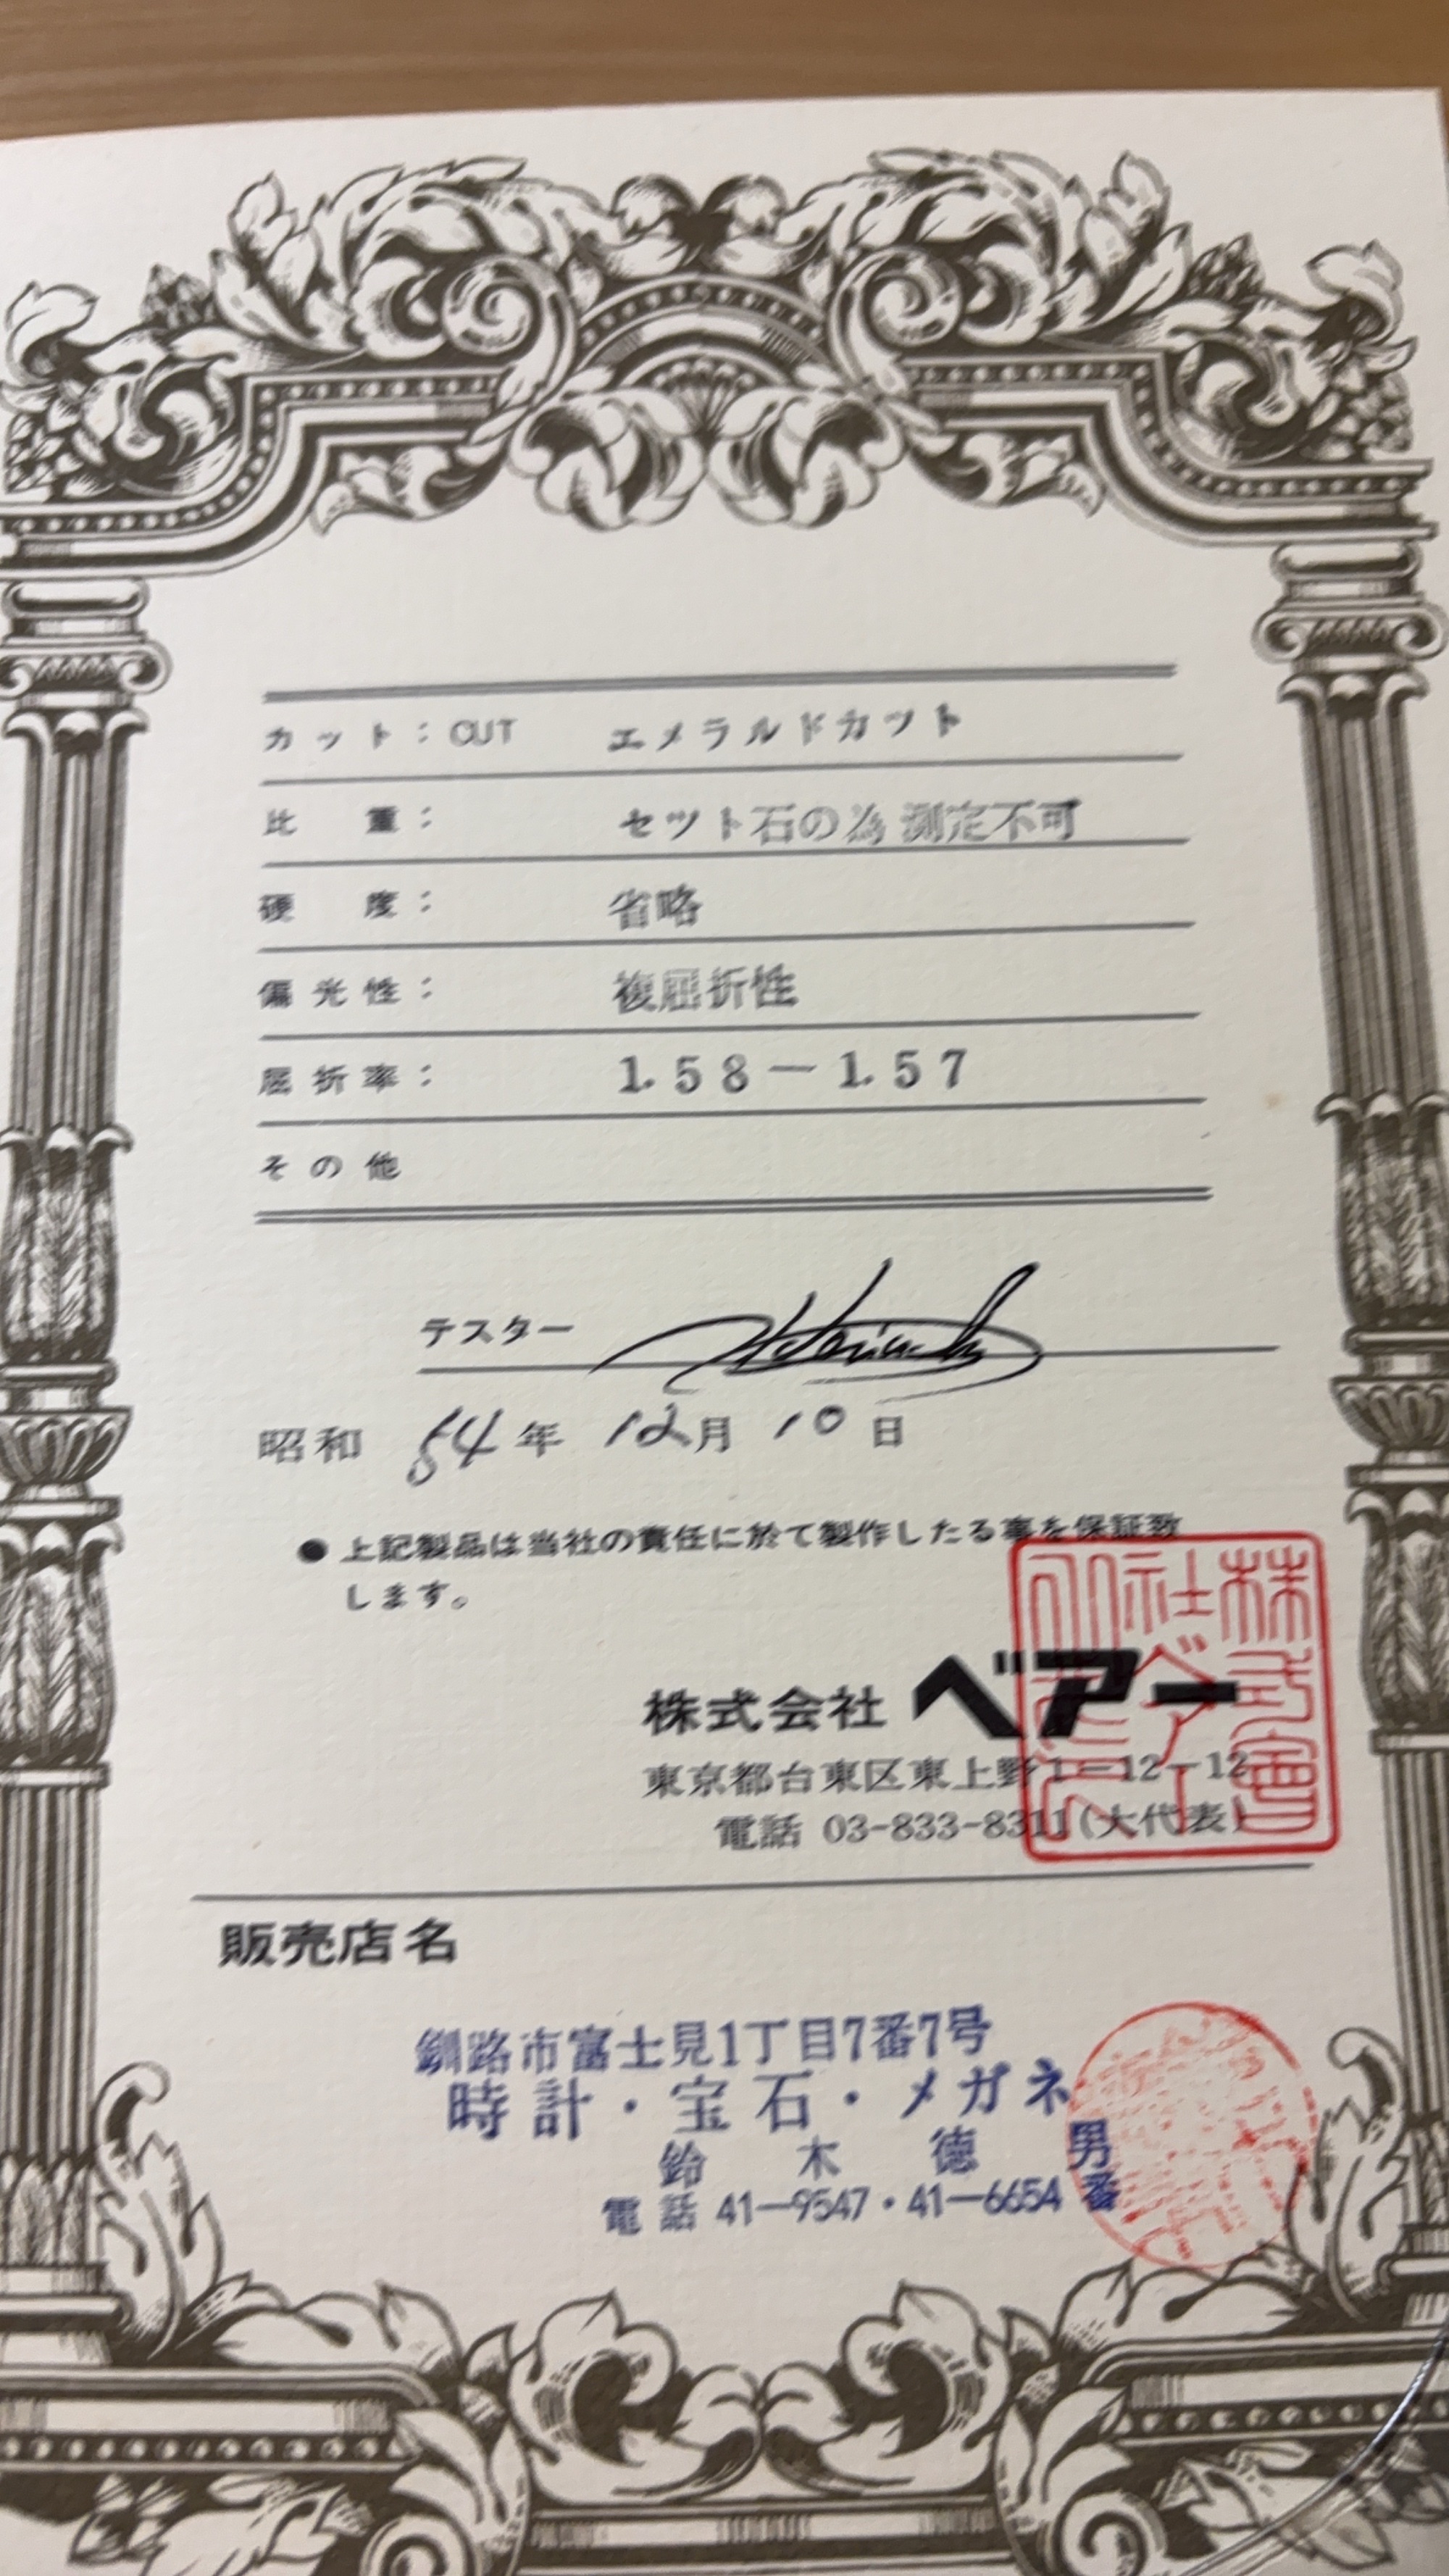 カット：CUT エメラルドカット
比重： セット石の為 測定不可
硬度： 省略
偏光性： 複屈折性
屈折率： 1.58－1.57
その他
テスター
昭和 54年 12月 10日
●上記製品は当社の責任に於て製作したる事を保証致
します。
株式会社 ベアー
東京都台東区東上野1－12－12
電話 03-833-8311(大代表)
販売店名
釧路市富士見1丁目7番7号
時計・宝石・メガネ
鈴木徳男
電話 41－9547・41－6654 番